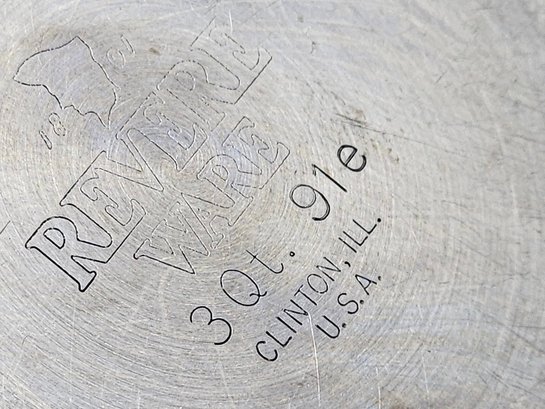 1801
REVERE
WARE
3 Qt. 91e
CLINTON, ILL.
U.S.A.